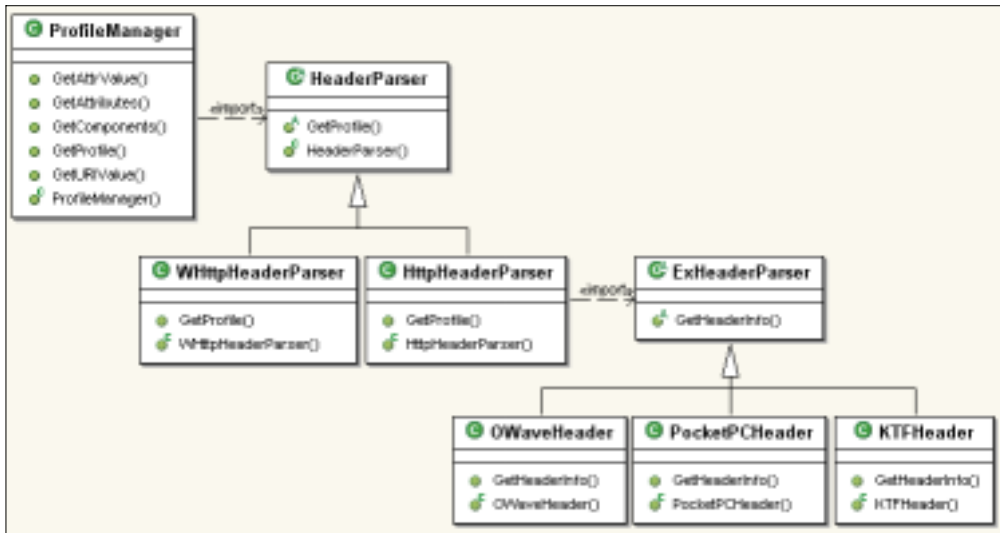 ProfileManager
GetAttrValue()
GetAttributes()
GetComponents()
GetProfile()
GetURIValue()
ProfileManager()
«import»
HeaderParser
GetProfile()
HeaderParser()
WHttpHeaderParser
GetProfile()
WHttpHeaderParser()
HttpHeaderParser
GetProfile()
HttpHeaderParser()
«import»
ExHeaderParser
GetHeaderInfo()
OWaveHeader
GetHeaderInfo()
OWaveHeader()
PocketPCHeader
GetHeaderInfo()
PocketPCHeader()
KTFHeader
GetHeaderInfo()
KTFHeader()